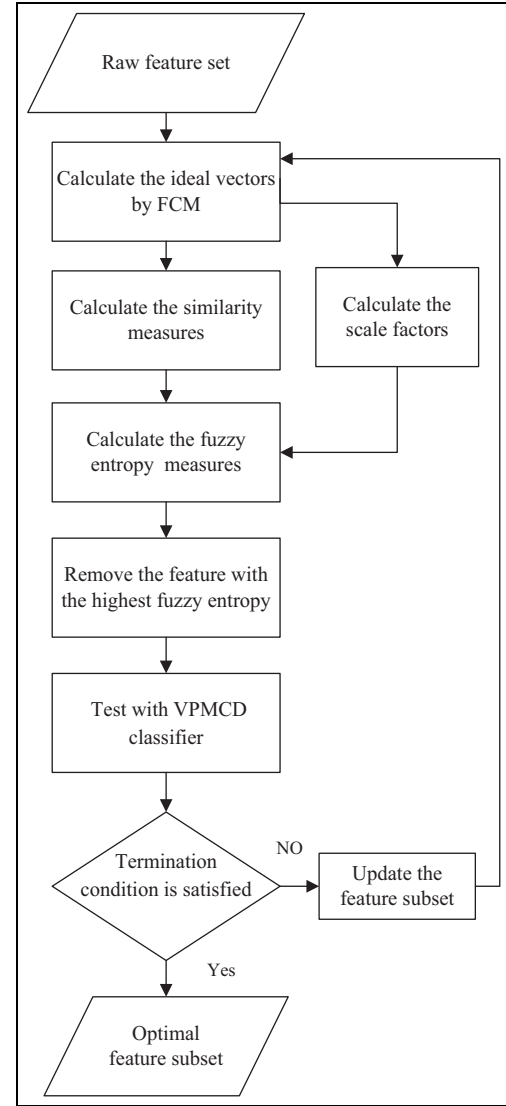 Raw feature set
Calculate the ideal vectors
by FCM
Calculate the similarity
measures
Calculate the
scale factors
Calculate the fuzzy
entropy measures
Remove the feature with
the highest fuzzy entropy
Test with VPMCD
classifier
Termination
condition is satisfied
NO
Update the
feature subset
Yes
Optimal
feature subset